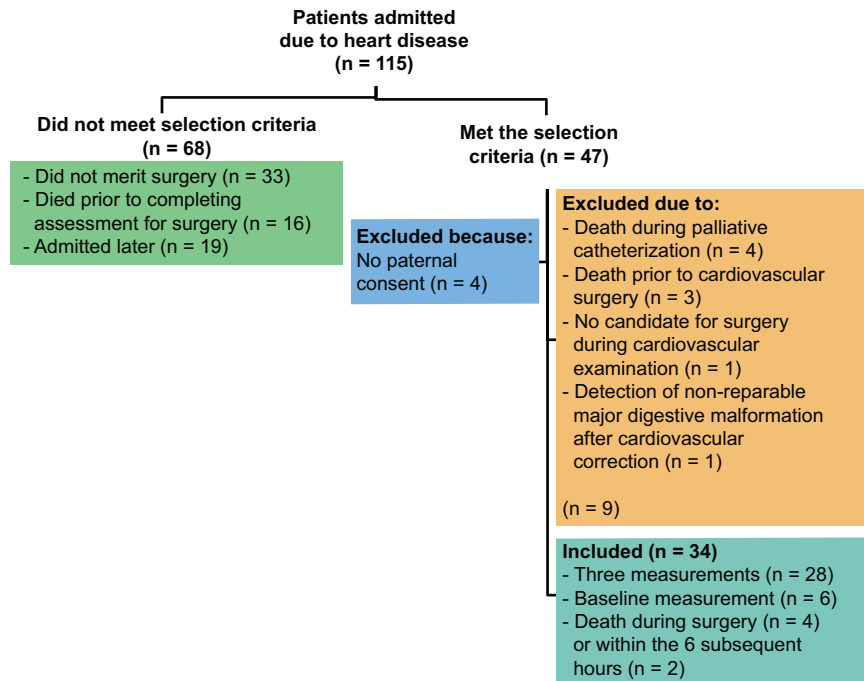 Patients admitted
due to heart disease
(n = 115)
Did not meet selection criteria
(n = 68)
- Did not merit surgery (n = 33)
- Died prior to completing
assessment for surgery (n = 16)
- Admitted later (n = 19)
Met the selection
criteria (n = 47)
Excluded because:
No paternal
consent (n = 4)
Excluded due to:
- Death during palliative
catheterization (n = 4)
- Death prior to cardiovascular
surgery (n = 3)
- No candidate for surgery
during cardiovascular
examination (n = 1)
- Detection of non-reparable
major digestive malformation
after cardiovascular
correction (n = 1)
(n = 9)
Included (n = 34)
- Three measurements (n = 28)
- Baseline measurement (n = 6)
- Death during surgery (n = 4)
or within the 6 subsequent
hours (n = 2)